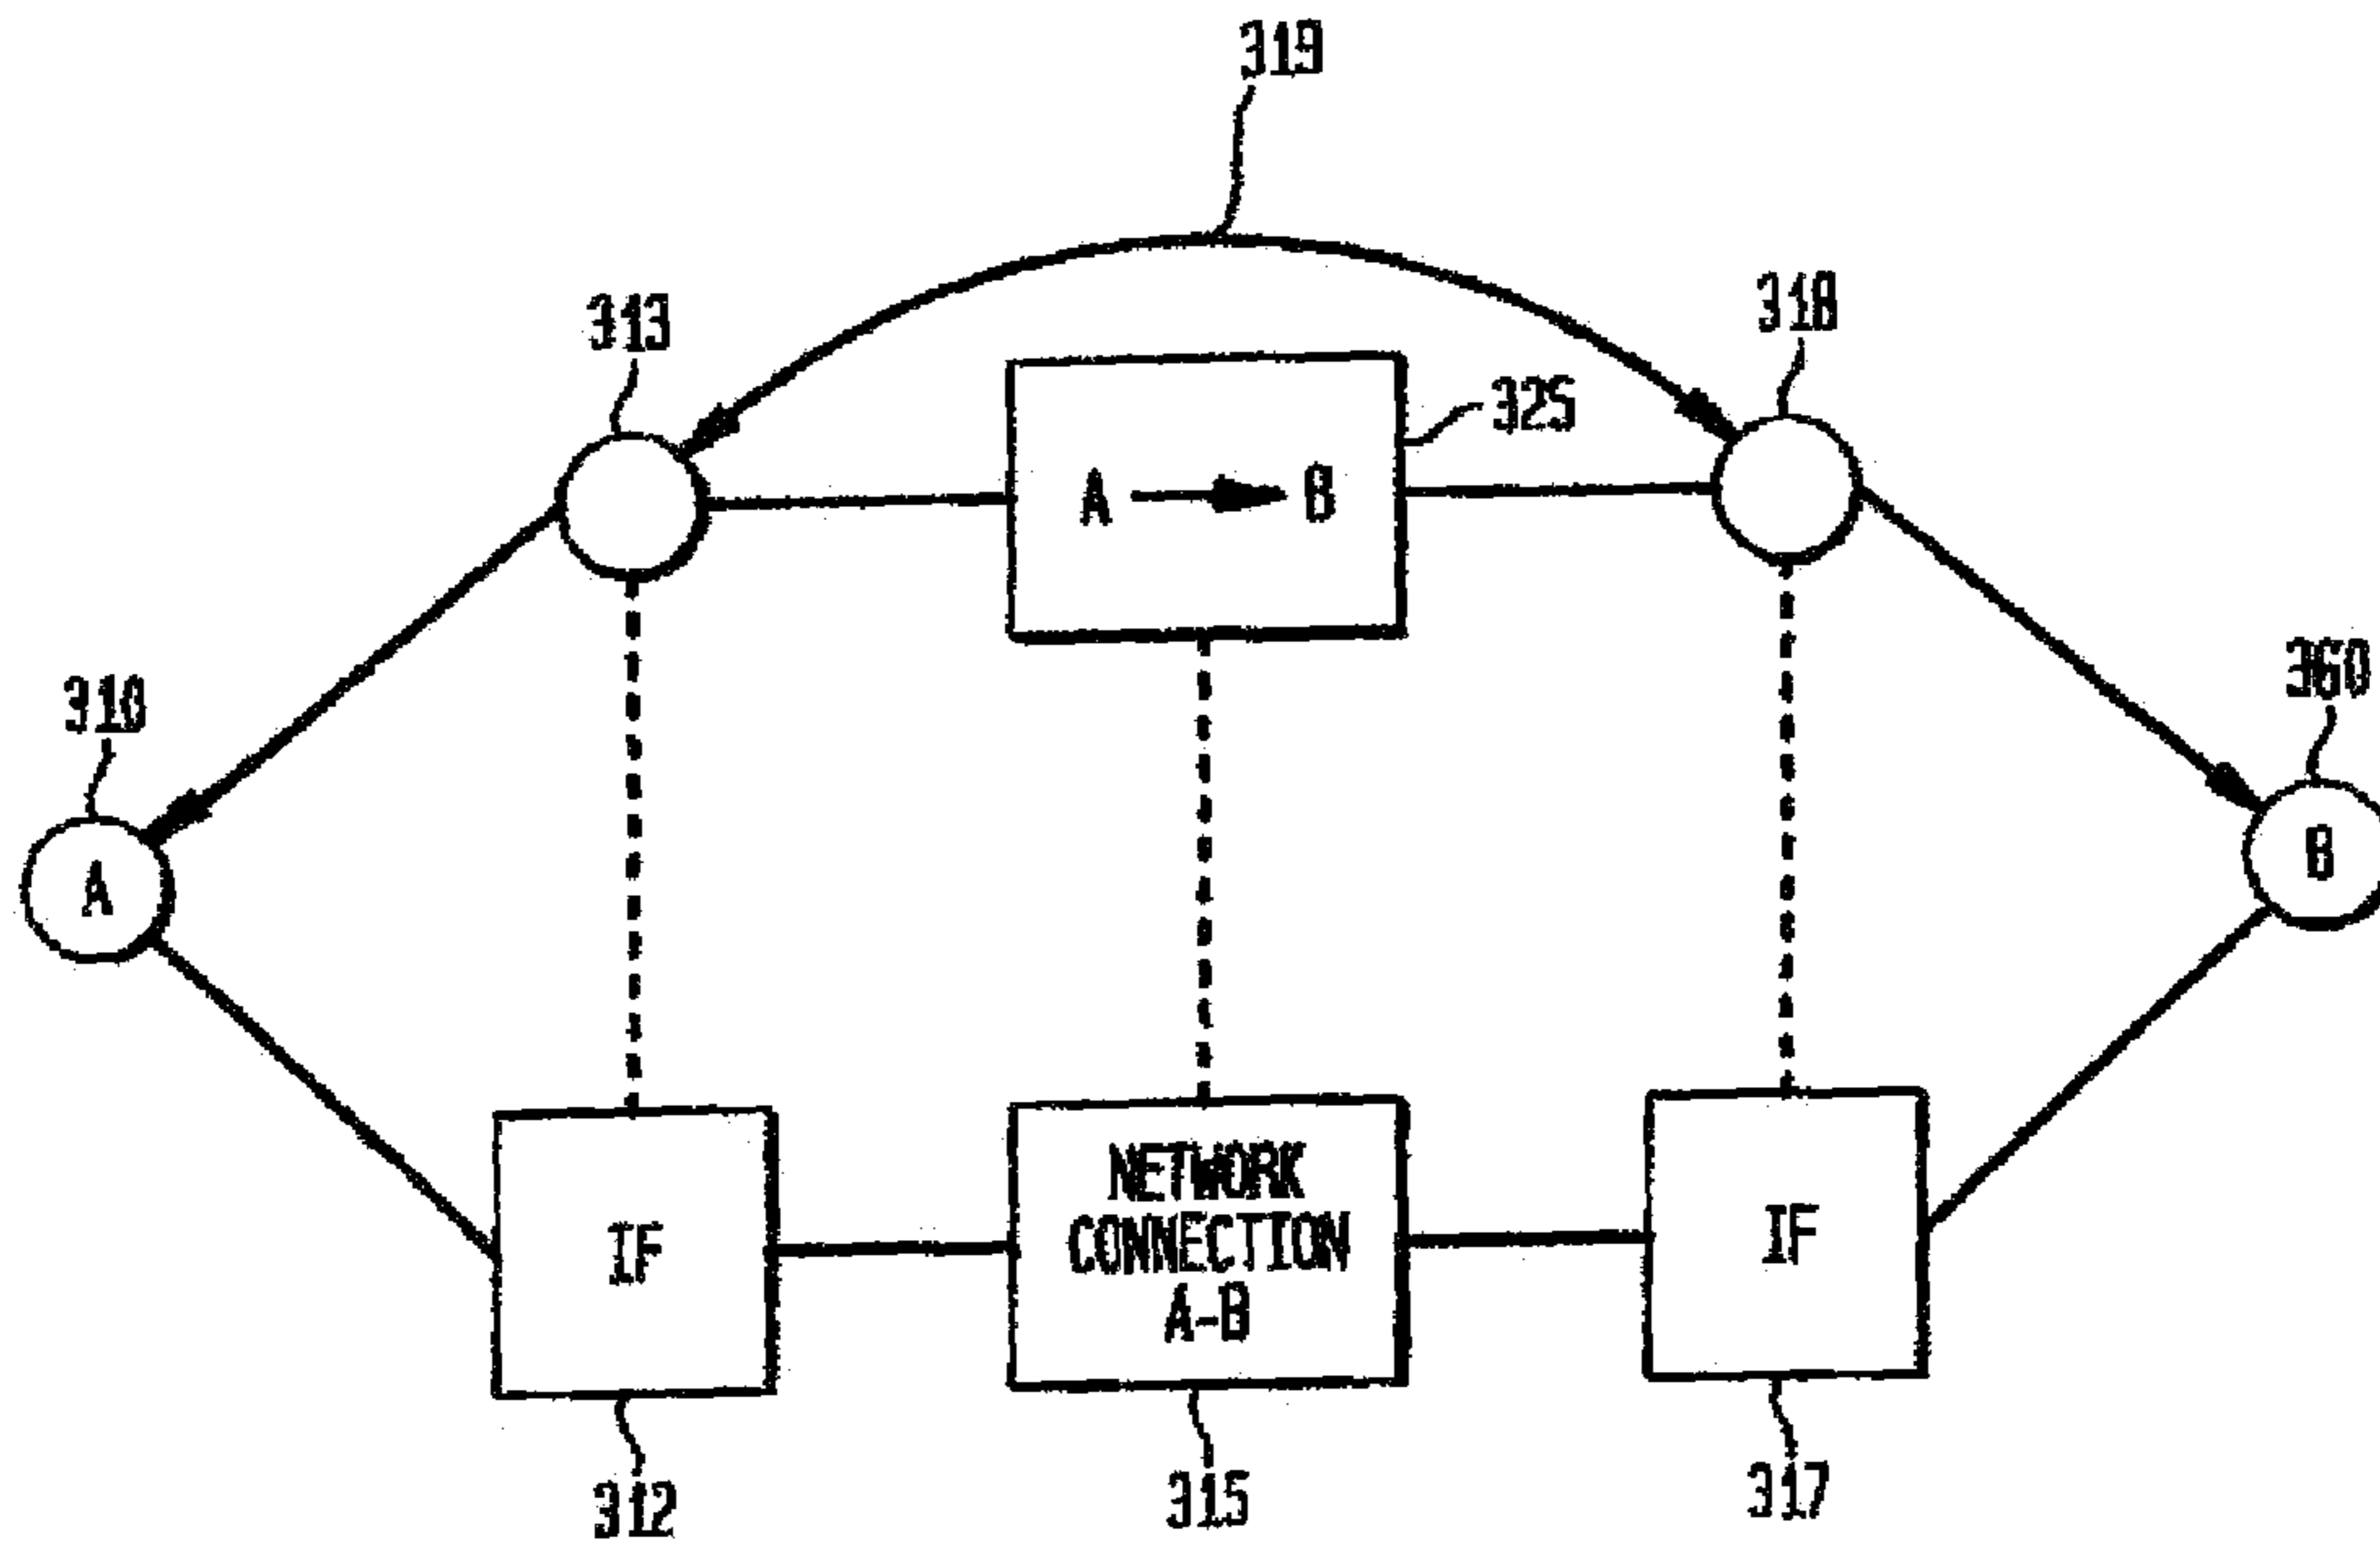 319
313
318
325
A → B
310
360
A
B
NETWORK
CONNECTION
A-B
IF
IF
312
315
317